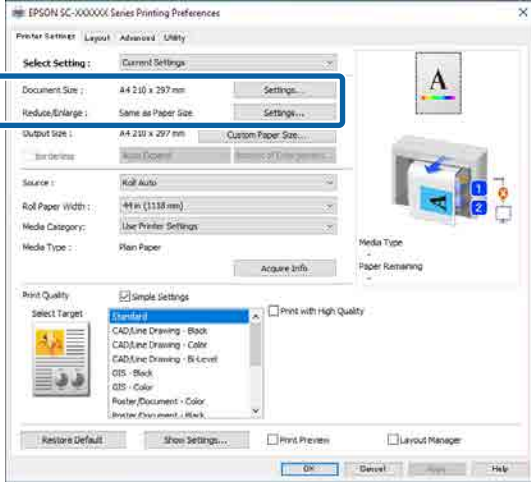 EPSON SC-XXXXXX Series Printing Preferences
Printer Settings Layout Advanced Utility
Select Setting : Current Settings
Document Size : A4 210 x 297 mm Settings...
Reduce/Enlarge : Same as Paper Size Settings...
Output Size : A4 210 x 297 mm Custom Paper Size...
Borderless Auto Expand Amount of Enlargement...
Source : Roll Auto
Roll Paper Width : 44 in (1118 mm)
Media Category: Use Printer Settings
Media Type : Plain Paper
Acquire Info
A
A
1
2
Media Type
-
Paper Remaining
-
Print Quality Simple Settings
Select Target
Standard
CAD/Line Drawing - Black
CAD/Line Drawing - Color
CAD/Line Drawing - Bi-Level
GIS - Black
GIS - Color
Poster/Document - Color
Poster/Document - Black
Print with High Quality
Restore Default Show Settings... Print Preview Layout Manager
OK Cancel Apply Help